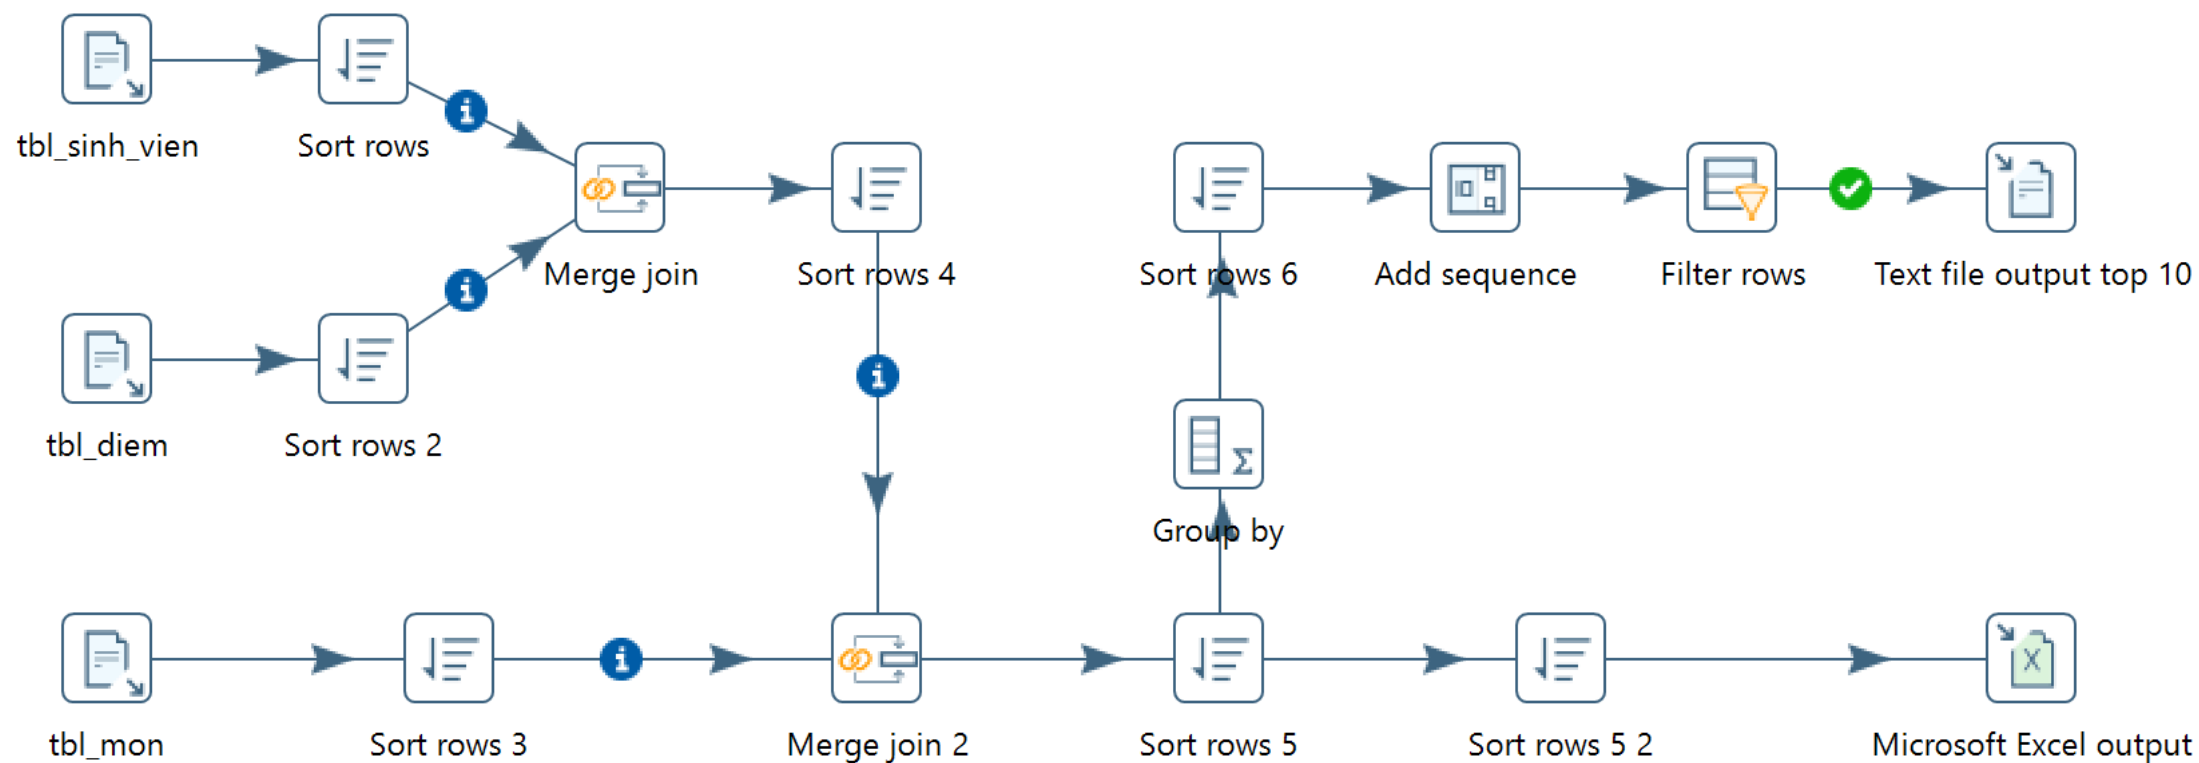 tbl_sinh_vien
Sort rows
Merge join
Sort rows 4
Sort rows 6
Add sequence
Filter rows
Text file output top 10
tbl_diem
Sort rows 2
Group by
tbl_mon
Sort rows 3
Merge join 2
Sort rows 5
Sort rows 5 2
Microsoft Excel output